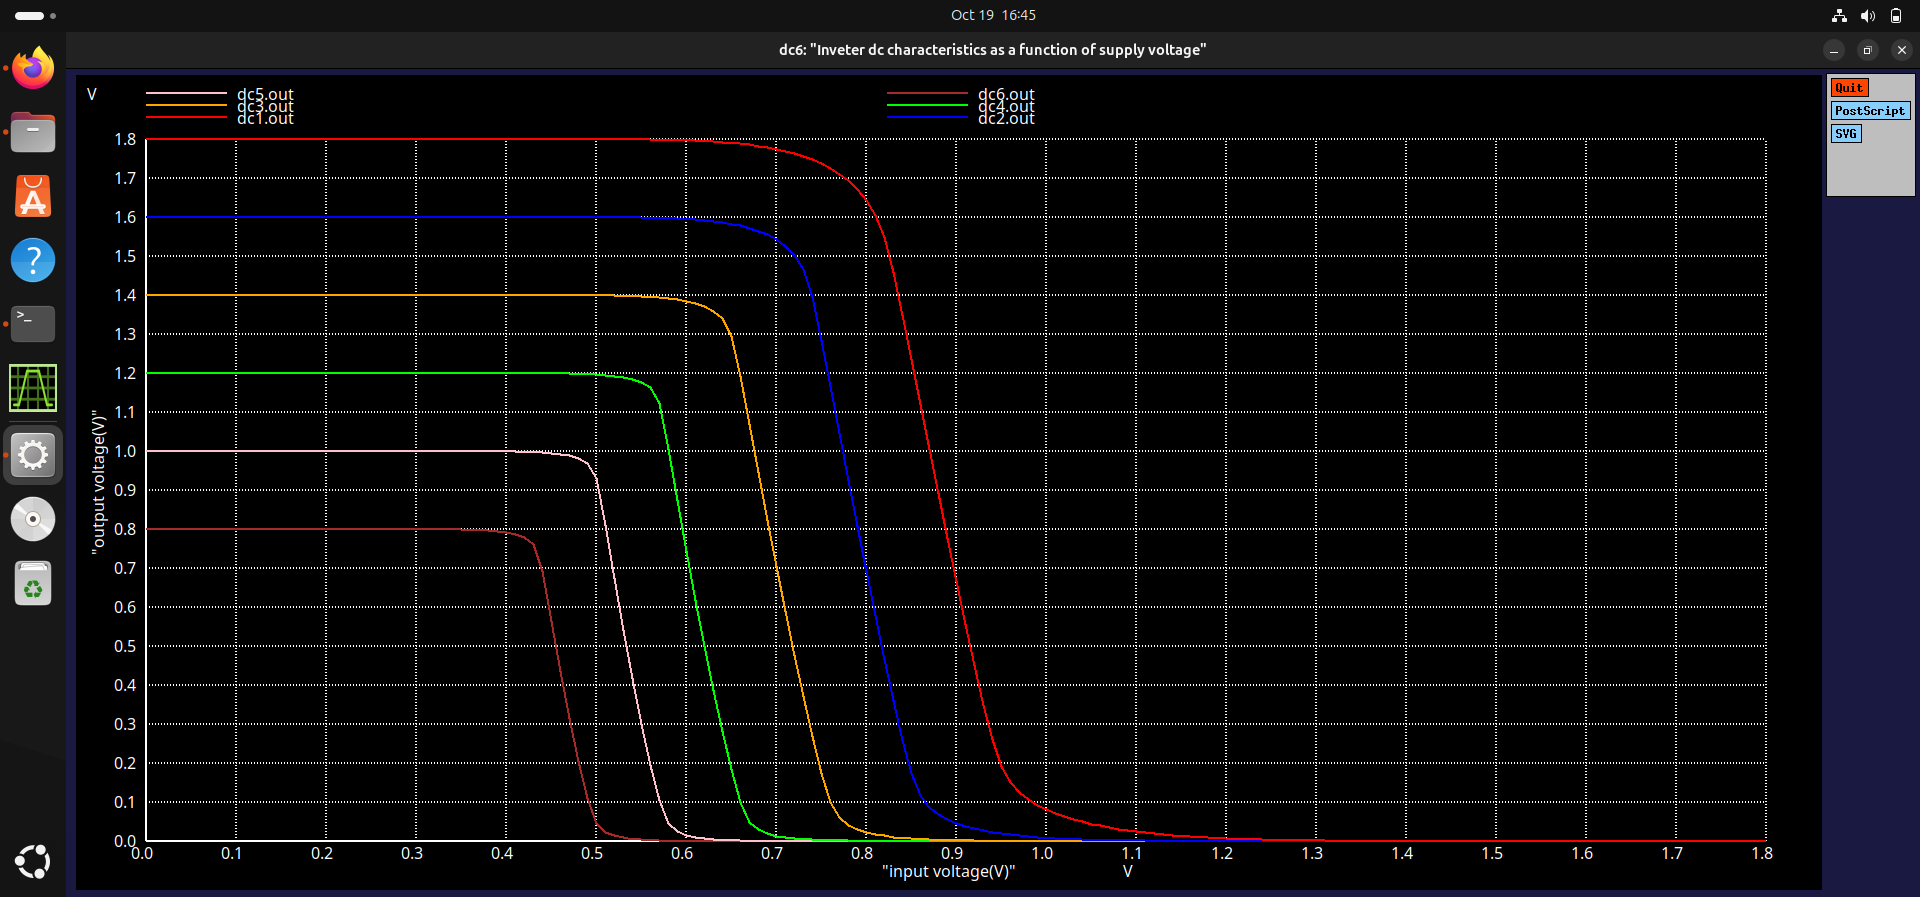 Oct 19 16:45
dc6: "Inveter dc characteristics as a function of supply voltage"
Quit
PostScript
SVG
V
dc5.out
dc3.out
dc1.out
dc6.out
dc4.out
dc2.out
"output voltage(V)"
1.8
1.7
1.6
1.5
1.4
1.3
1.2
1.1
1.0
0.9
0.8
0.7
0.6
0.5
0.4
0.3
0.2
0.1
0.0
0.0 0.1 0.2 0.3 0.4 0.5 0.6 0.7 0.8 0.9 1.0 1.1 1.2 1.3 1.4 1.5 1.6 1.7 1.8
"input voltage(V)" V